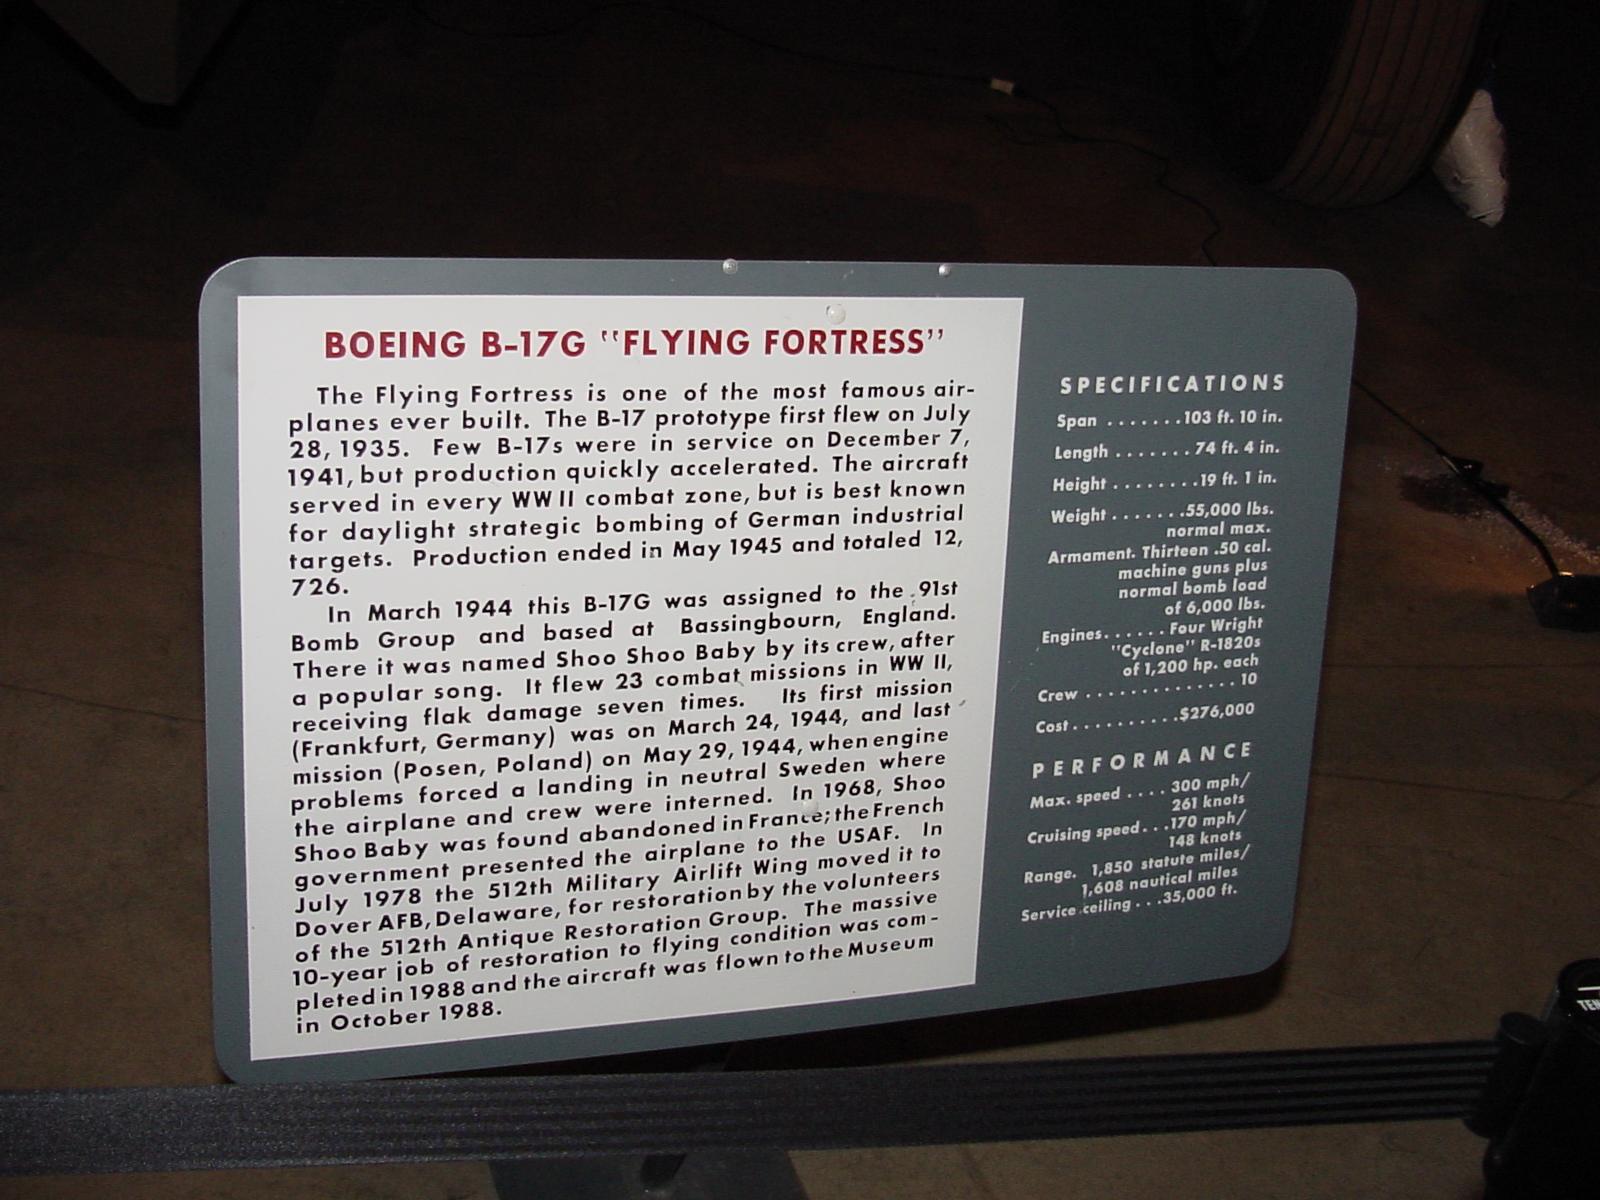 BOEING B-17G "FLYING FORTRESS"
The Flying Fortress is one of the most famous air-
planes ever built. The B-17 prototype first flew on July
28, 1935. Few B-17s were in service on December 7,
1941, but production quickly accelerated. The aircraft
served in every WW II combat zone, but is best known
for daylight strategic bombing of German industrial
targets. Production ended in May 1945 and totaled 12,
726.
In March 1944 this B-17G was assigned to the 91st
Bomb Group and based at Bassingbourn, England.
There it was named Shoo Shoo Baby by its crew, after
a popular song. It flew 23 combat missions in WW II,
receiving flak damage seven times. Its first mission
(Frankfurt, Germany) was on March 24, 1944, and last
mission (Posen, Poland) on May 29, 1944, when engine
problems forced a landing in neutral Sweden where
the airplane and crew were interned. In 1968, Shoo
Shoo Baby was found abandoned in France; the French
government presented the airplane to the USAF. In
July 1978 the 512th Military Airlift Wing moved it to
Dover AFB, Delaware, for restoration by the volunteers
of the 512th Antique Restoration Group. The massive
10-year job of restoration to flying condition was com-
pleted in 1988 and the aircraft was flown to the Museum
in October 1988.
SPECIFICATIONS
Span . . . . . . . 103 ft. 10 in.
Length . . . . . . . 74 ft. 4 in.
Height . . . . . . . . 19 ft. 1 in.
Weight . . . . . . . 55,000 lbs.
normal max.
Armament. Thirteen .50 cal.
machine guns plus
normal bomb load
of 6,000 lbs.
Engines. . . . . . Four Wright
"Cyclone" R-1820s
of 1,200 hp. each
Crew . . . . . . . . . . . . . . 10
Cost . . . . . . . . . . $276,000
PERFORMANCE
Max. speed . . . . 300 mph/
261 knots
Cruising speed. . . 170 mph/
148 knots
Range. 1,850 statute miles/
1,608 nautical miles
Service ceiling . . . 35,000 ft.